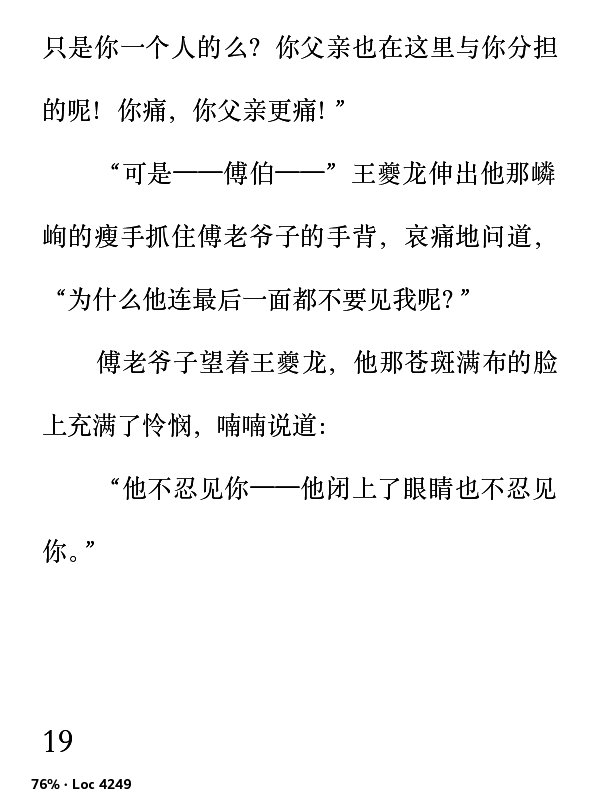 只是你一个人的么？你父亲也在这里与你分担
的呢！你痛，你父亲更痛！”
“可是——傅伯——”王夔龙伸出他那嶙
峋的瘦手抓住傅老爷子的手背，哀痛地问道，
“为什么他连最后一面都不要见我呢？”
傅老爷子望着王夔龙，他那苍斑满布的脸
上充满了怜悯，喃喃说道：
“他不忍见你——他闭上了眼睛也不忍见
你。”
19
76% · Loc 4249